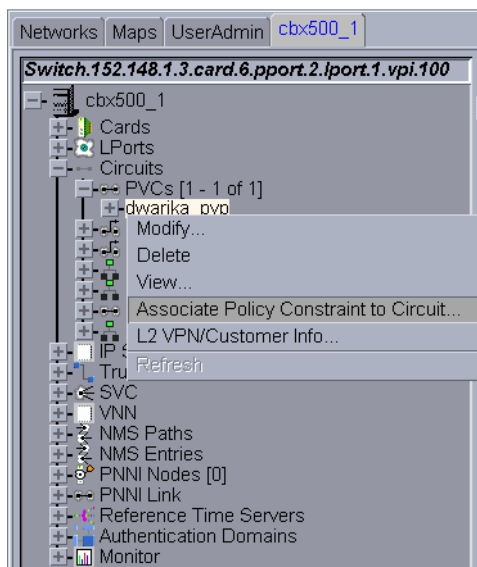 Networks Maps UserAdmin cbx500_1
Switch.152.148.1.3.card.6.pport.2.lport.1.vpi.100
cbx500_1
Cards
LPorts
Circuits
PVCs [1 - 1 of 1]
dwarika_pvp
Modify...
Delete
View...
Associate Policy Constraint to Circuit...
L2 VPN/Customer Info...
IP S
Refresh
Tru
SVC
VNN
NMS Paths
NMS Entries
PNNI Nodes [0]
PNNI Link
Reference Time Servers
Authentication Domains
Monitor